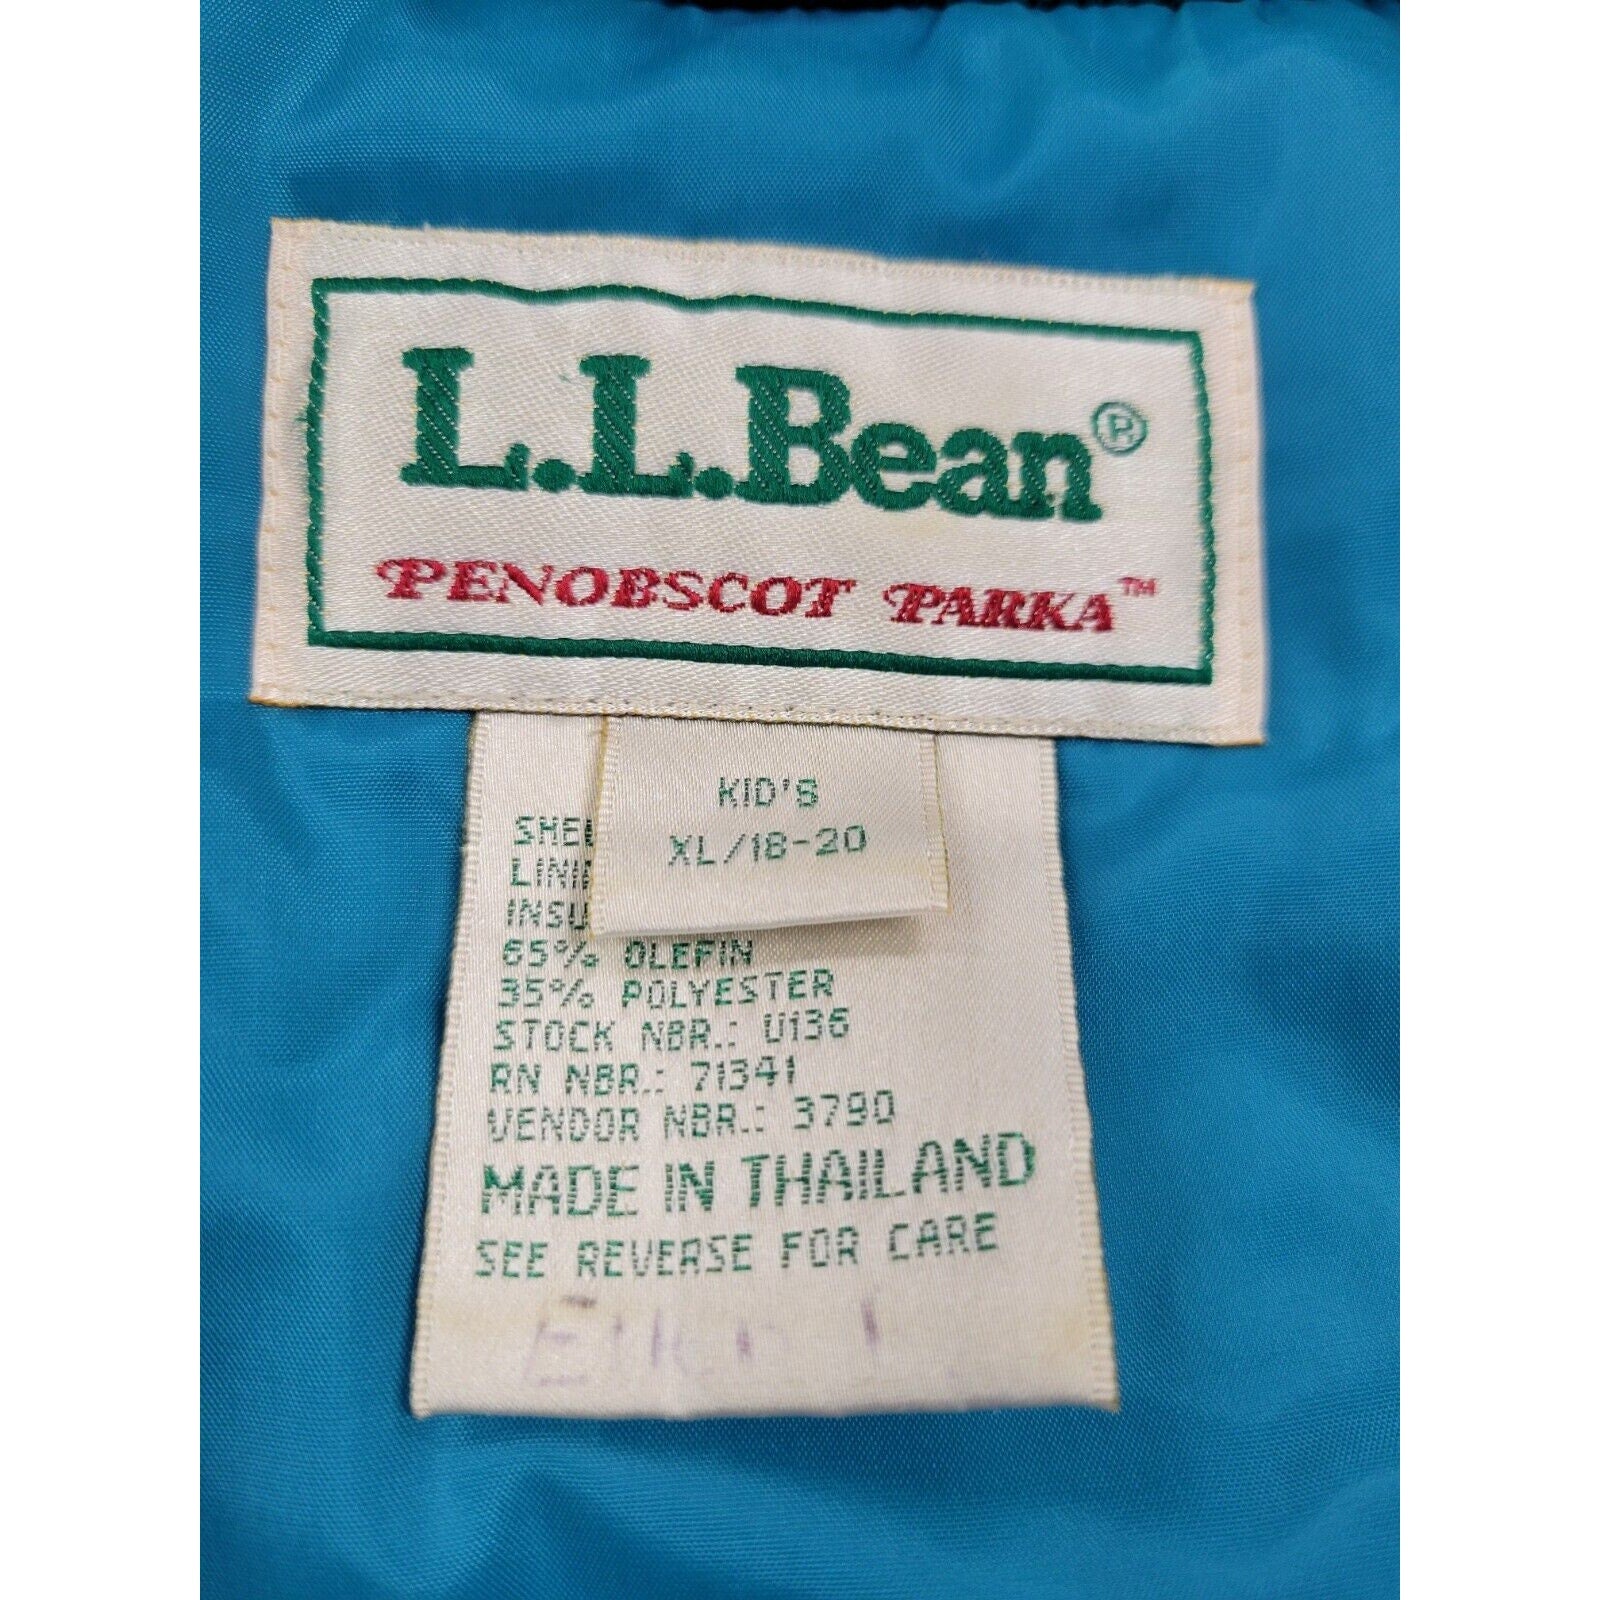 L.L.Bean®
PENOBSCOT PARKA™
KID'S
XL/18-20
65% OLEFIN
35% POLYESTER
STOCK NBR.: U136
RN NBR.: 71341
VENDOR NBR.: 3790
MADE IN THAILAND
SEE REVERSE FOR CARE